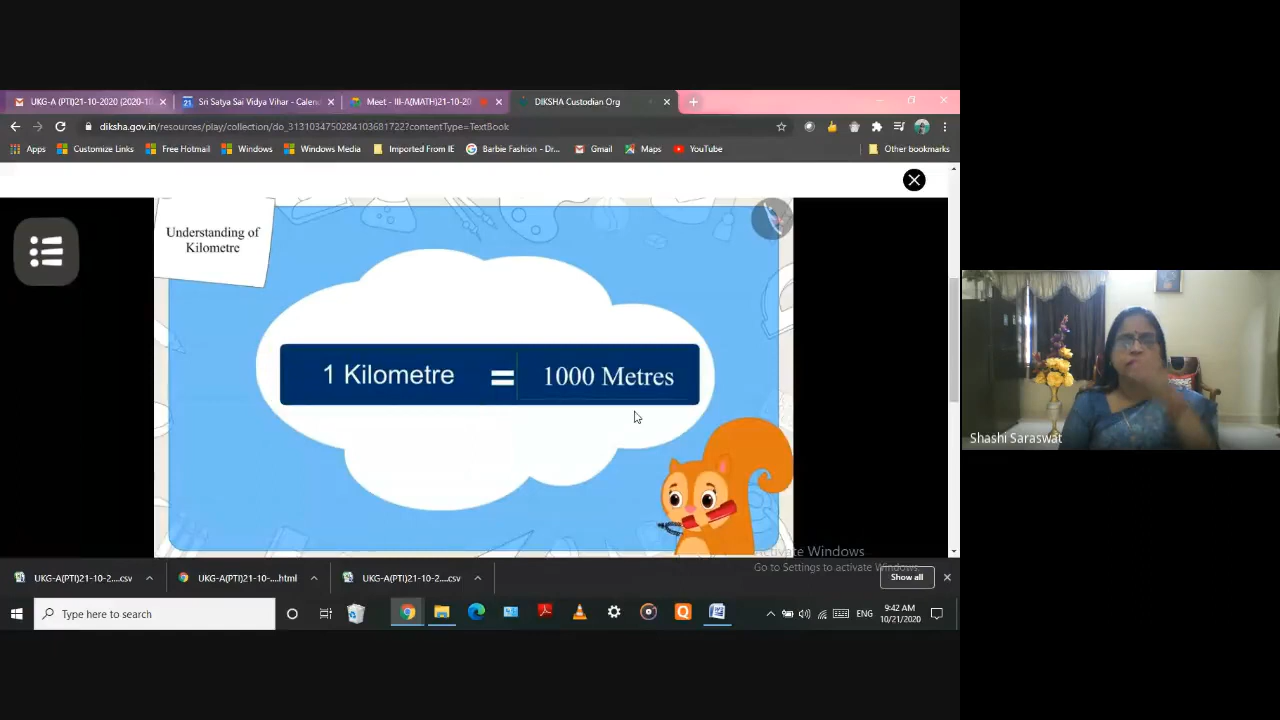 UKG-A (PTI)21-10-2020 (2020-10-
Sri Satya Sai Vidya Vihar - Calend
Meet - III-A(MATH)21-10-20
DIKSHA Custodian Org
diksha.gov.in/resources/play/collection/do_31310347502841036817​22?contentType=TextBook
Apps
Customize Links
Free Hotmail
Windows
Windows Media
Imported From IE
Barbie Fashion - Dr...
Gmail
Maps
YouTube
Other bookmarks
Understanding of
Kilometre
1 Kilometre = 1000 Metres
Shashi Saraswat
Activate Windows
Go to Settings to activate Windows.
UKG-A(PTI)21-10-2....csv
UKG-A(PTI)21-10-....html
UKG-A(PTI)21-10-2....csv
Show all
Type here to search
ENG
9:42 AM
10/21/2020